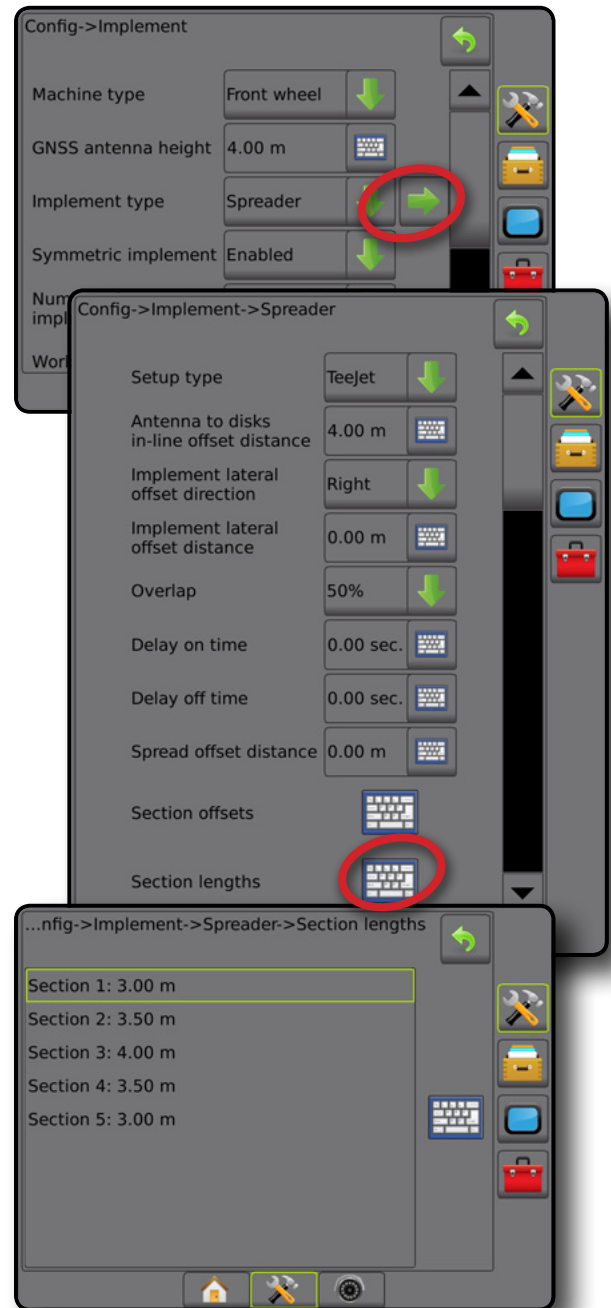 Config->Implement
Machine type Front wheel
GNSS antenna height 4.00 m
Implement type Spreader
Symmetric implement Enabled
Num
impl
Wor
Config->Implement->Spreader
Setup type TeeJet
Antenna to disks
in-line offset distance 4.00 m
Implement lateral
offset direction Right
Implement lateral
offset distance 0.00 m
Overlap 50%
Delay on time 0.00 sec.
Delay off time 0.00 sec.
Spread offset distance 0.00 m
Section offsets
Section lengths
...nfig->Implement->Spreader->Section lengths
Section 1: 3.00 m
Section 2: 3.50 m
Section 3: 4.00 m
Section 4: 3.50 m
Section 5: 3.00 m